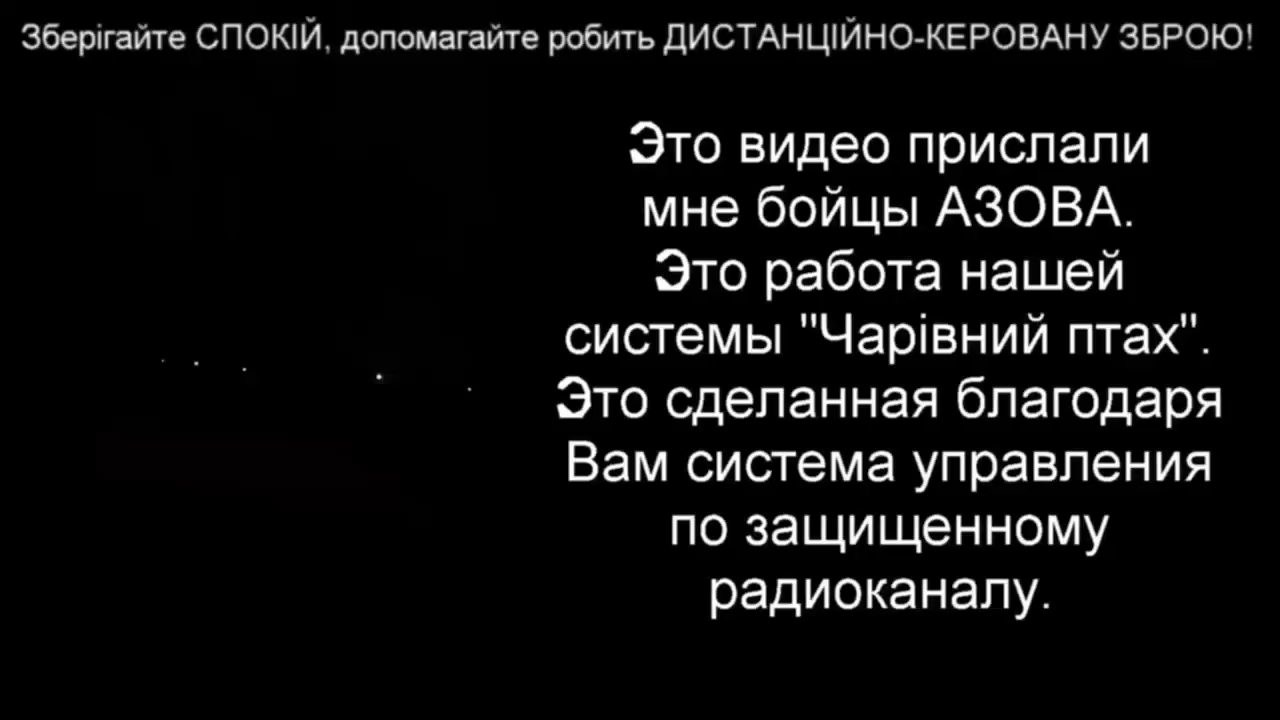 Зберігайте СПОКІЙ, допомагайте робить ДИСТАНЦІЙНО-КЕРОВАНУ ЗБРОЮ!
Это видео прислали
мне бойцы АЗОВА.
Это работа нашей
системы "Чарівний птах".
Это сделанная благодаря
Вам система управления
по защищенному
радиоканалу.